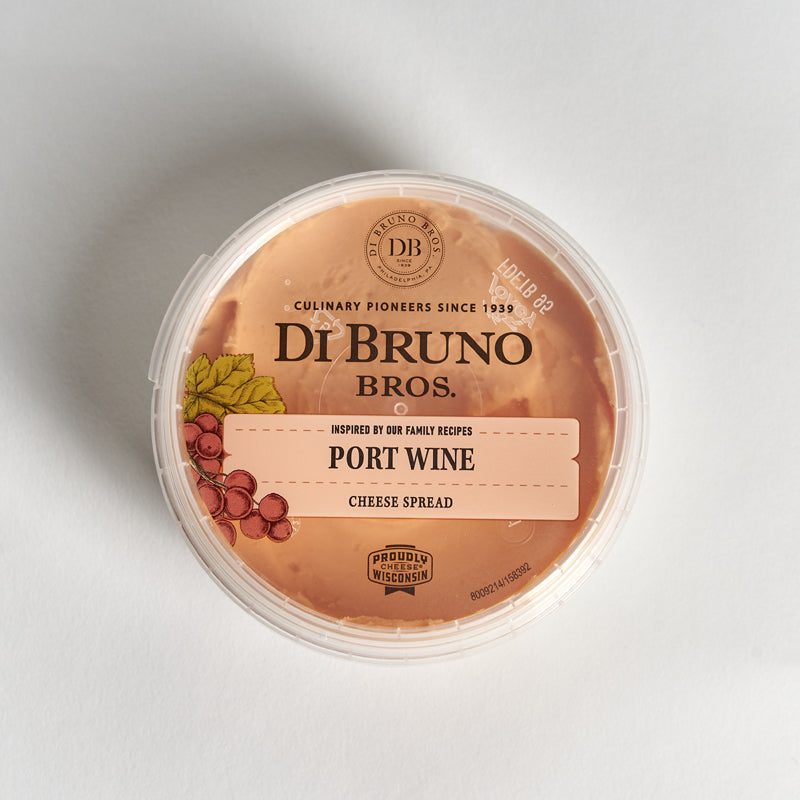 DI BRUNO BROS.
DB
SINCE
1939
PHILADELPHIA, PA
CULINARY PIONEERS SINCE 1939
DI BRUNO
BROS.
INSPIRED BY OUR FAMILY RECIPES
PORT WINE
CHEESE SPREAD
PROUDLY
CHEESE®
WISCONSIN
8009214/158392